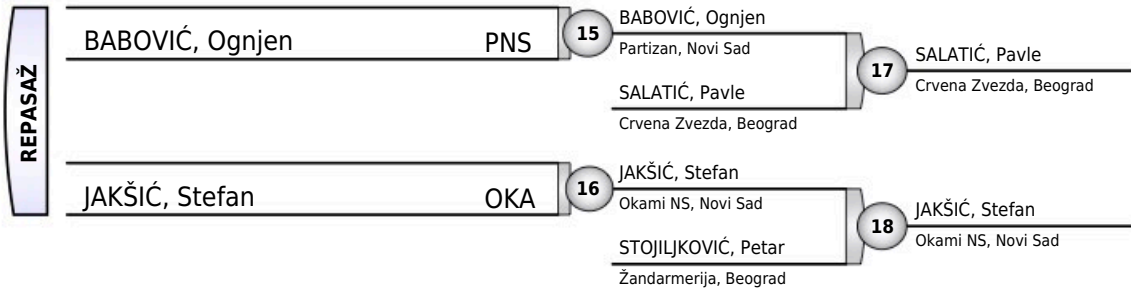 REPASAŽ
BABOVIĆ, Ognjen PNS
15
BABOVIĆ, Ognjen
Partizan, Novi Sad
SALATIĆ, Pavle
Crvena Zvezda, Beograd
17
SALATIĆ, Pavle
Crvena Zvezda, Beograd
JAKŠIĆ, Stefan OKA
16
JAKŠIĆ, Stefan
Okami NS, Novi Sad
STOJILJKOVIĆ, Petar
Žandarmerija, Beograd
18
JAKŠIĆ, Stefan
Okami NS, Novi Sad